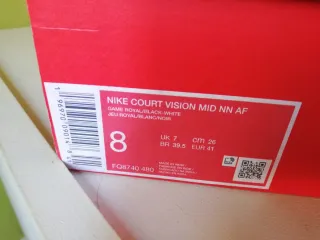 NIKE COURT VISION MID NN AF
GAME ROYAL/BLACK-WHITE
JEU ROYAL/BLANC/NOIR
8
UK 7 cm 26
BR 39.5 EUR 41
FQ8740 480